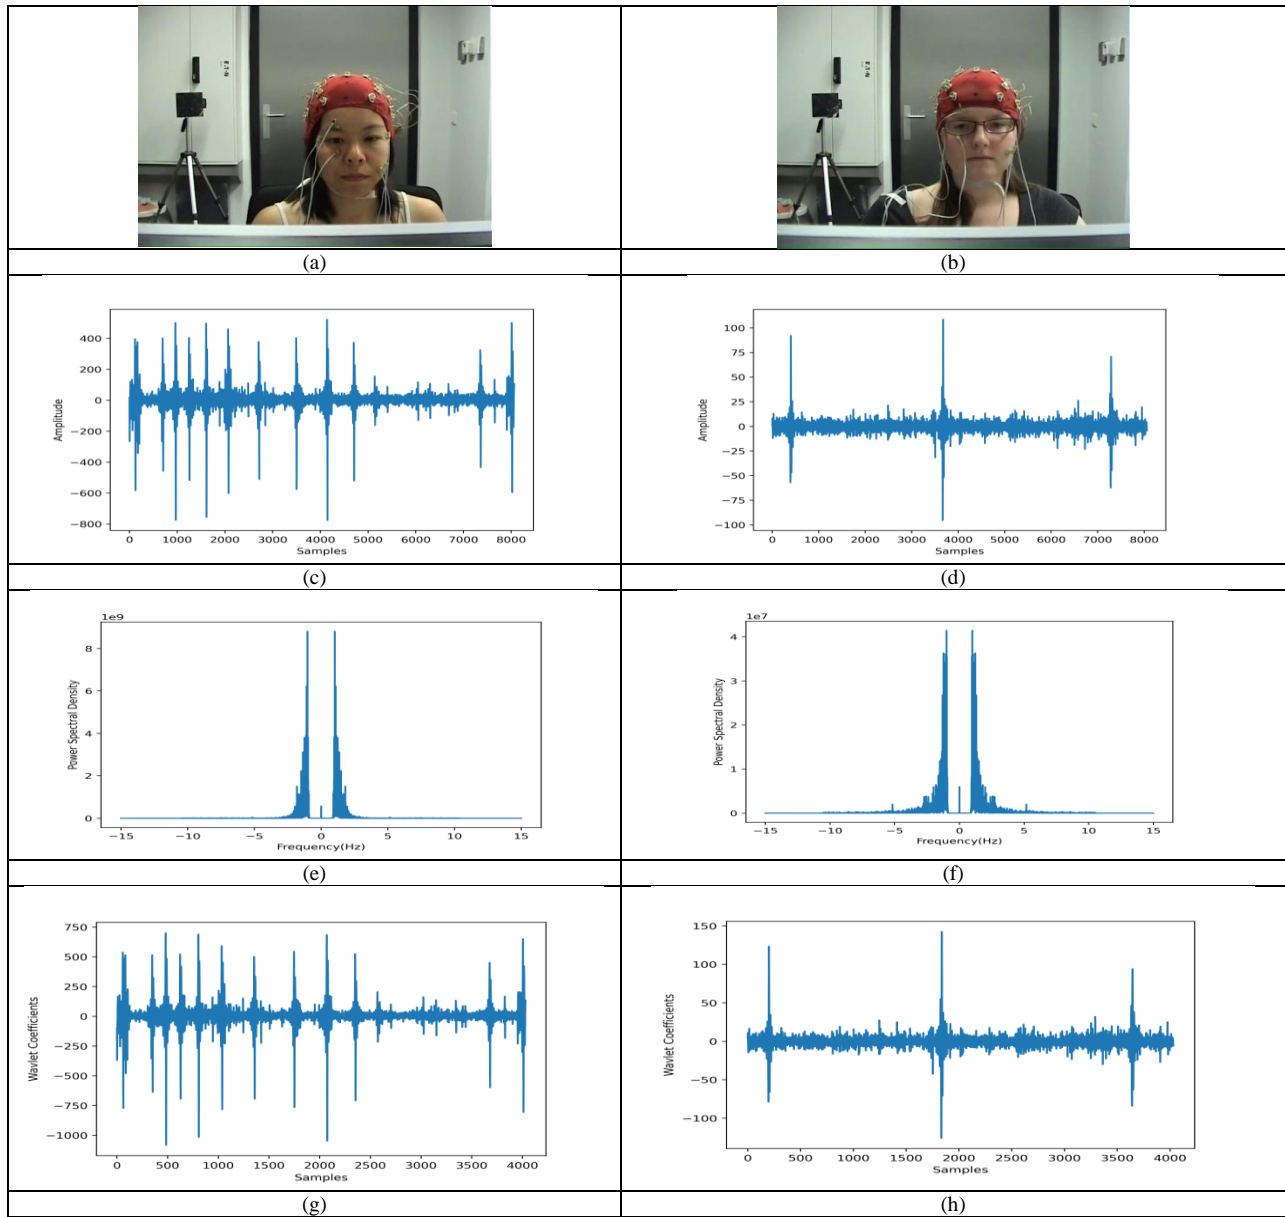 (a)
(b)
400
200
0
−200
−400
−600
−800
Amplitude
0 1000 2000 3000 4000 5000 6000 7000 8000
Samples
(c)
100
75
50
25
0
−25
−50
−75
−100
Amplitude
0 1000 2000 3000 4000 5000 6000 7000 8000
Samples
(d)
1e9
8
6
4
2
0
Power Spectral Density
−15 −10 −5 0 5 10 15
Frequency(Hz)
(e)
1e7
4
3
2
1
0
Power Spectral Density
−15 −10 −5 0 5 10 15
Frequency(Hz)
(f)
750
500
250
0
−250
−500
−750
−1000
Wavlet Coefficients
0 500 1000 1500 2000 2500 3000 3500 4000
Samples
(g)
150
100
50
0
−50
−100
Wavlet Coefficients
0 500 1000 1500 2000 2500 3000 3500 4000
Samples
(h)